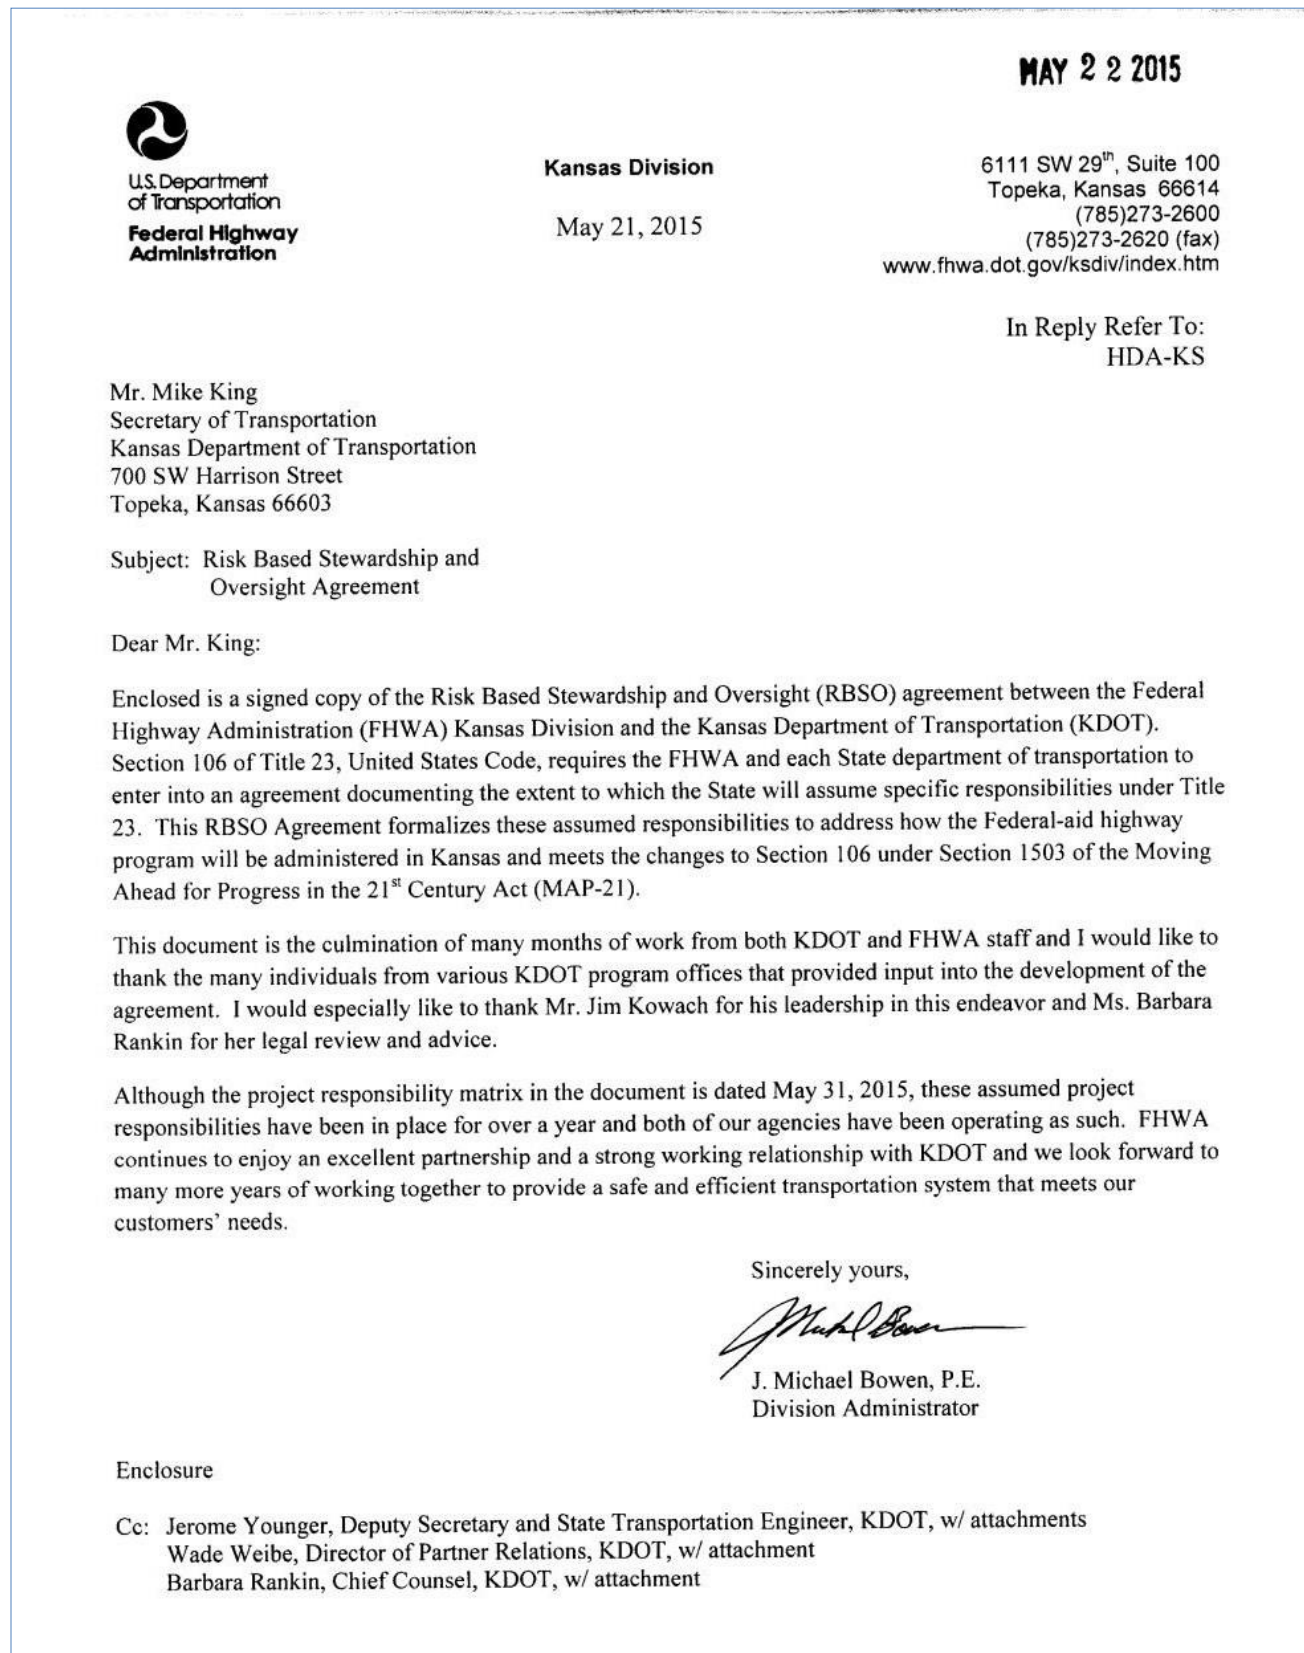 MAY 2 2 2015
U.S. Department
of Transportation
Federal Highway
Administration
Kansas Division
May 21, 2015
6111 SW 29th, Suite 100
Topeka, Kansas 66614
(785)273-2600
(785)273-2620 (fax)
www.fhwa.dot.gov/ksdiv/index.htm
In Reply Refer To:
HDA-KS
Mr. Mike King
Secretary of Transportation
Kansas Department of Transportation
700 SW Harrison Street
Topeka, Kansas 66603
Subject: Risk Based Stewardship and
Oversight Agreement
Dear Mr. King:
Enclosed is a signed copy of the Risk Based Stewardship and Oversight (RBSO) agreement between the Federal
Highway Administration (FHWA) Kansas Division and the Kansas Department of Transportation (KDOT).
Section 106 of Title 23, United States Code, requires the FHWA and each State department of transportation to
enter into an agreement documenting the extent to which the State will assume specific responsibilities under Title
23. This RBSO Agreement formalizes these assumed responsibilities to address how the Federal-aid highway
program will be administered in Kansas and meets the changes to Section 106 under Section 1503 of the Moving
Ahead for Progress in the 21st Century Act (MAP-21).
This document is the culmination of many months of work from both KDOT and FHWA staff and I would like to
thank the many individuals from various KDOT program offices that provided input into the development of the
agreement. I would especially like to thank Mr. Jim Kowach for his leadership in this endeavor and Ms. Barbara
Rankin for her legal review and advice.
Although the project responsibility matrix in the document is dated May 31, 2015, these assumed project
responsibilities have been in place for over a year and both of our agencies have been operating as such. FHWA
continues to enjoy an excellent partnership and a strong working relationship with KDOT and we look forward to
many more years of working together to provide a safe and efficient transportation system that meets our
customers' needs.
Sincerely yours,
J. Michael Bowen, P.E.
Division Administrator
Enclosure
Cc: Jerome Younger, Deputy Secretary and State Transportation Engineer, KDOT, w/ attachments
Wade Weibe, Director of Partner Relations, KDOT, w/ attachment
Barbara Rankin, Chief Counsel, KDOT, w/ attachment